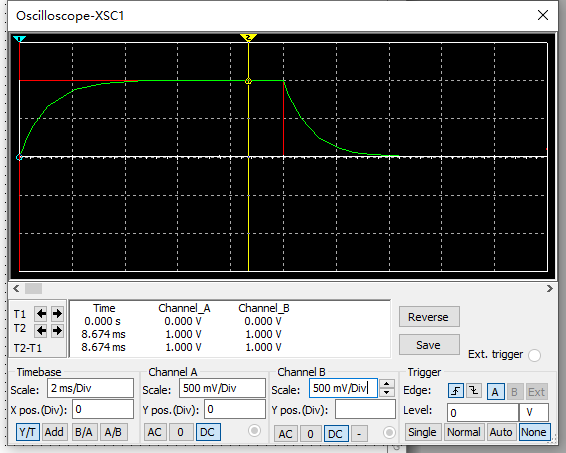 Oscilloscope-XSC1
1
2
T1
T2
T2-T1
Time Channel_A Channel_B
0.000 s 0.000 V 0.000 V
8.674 ms 1.000 V 1.000 V
8.674 ms 1.000 V 1.000 V
Reverse
Save
Ext. trigger
Timebase
Scale: 2 ms/Div
X pos.(Div): 0
Y/T Add B/A A/B
Channel A
Scale: 500 mV/Div
Y pos.(Div): 0
AC 0 DC
Channel B
Scale: 500 mV/Div
Y pos.(Div):
AC 0 DC -
Trigger
Edge: A B Ext
Level: 0 V
Single Normal Auto None